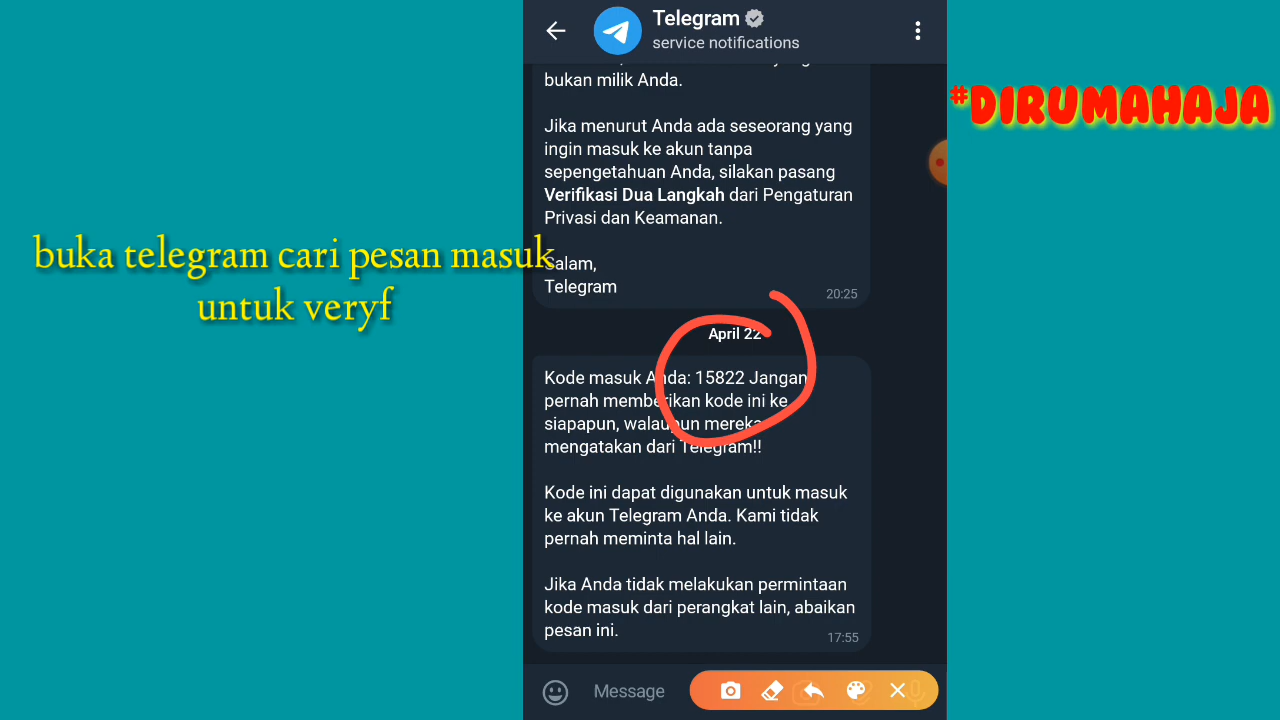 Telegram
service notifications
bukan milik Anda.
Jika menurut Anda ada seseorang yang
ingin masuk ke akun tanpa
sepengetahuan Anda, silakan pasang
Verifikasi Dua Langkah dari Pengaturan
Privasi dan Keamanan.
Salam,
Telegram
20:25
April 22
Kode masuk Anda: 15822 Jangan
pernah memberikan kode ini ke
siapapun, walaupun mereka
mengatakan dari Telegram!!
Kode ini dapat digunakan untuk masuk
ke akun Telegram Anda. Kami tidak
pernah meminta hal lain.
Jika Anda tidak melakukan permintaan
kode masuk dari perangkat lain, abaikan
pesan ini.
17:55
Message
buka telegram cari pesan masuk
untuk veryf
#DIRUMAHAJA